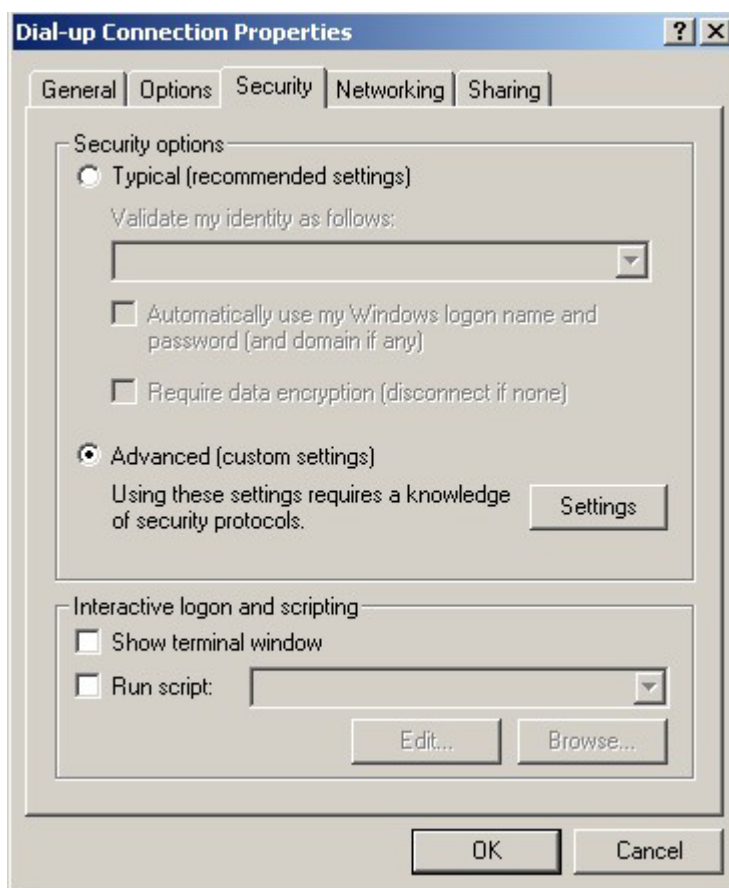 Dial-up Connection Properties
General Options Security Networking Sharing
Security options
Typical (recommended settings)
Validate my identity as follows:
Automatically use my Windows logon name and
password (and domain if any)
Require data encryption (disconnect if none)
Advanced (custom settings)
Using these settings requires a knowledge
of security protocols.
Settings
Interactive logon and scripting
Show terminal window
Run script:
Edit... Browse...
OK Cancel